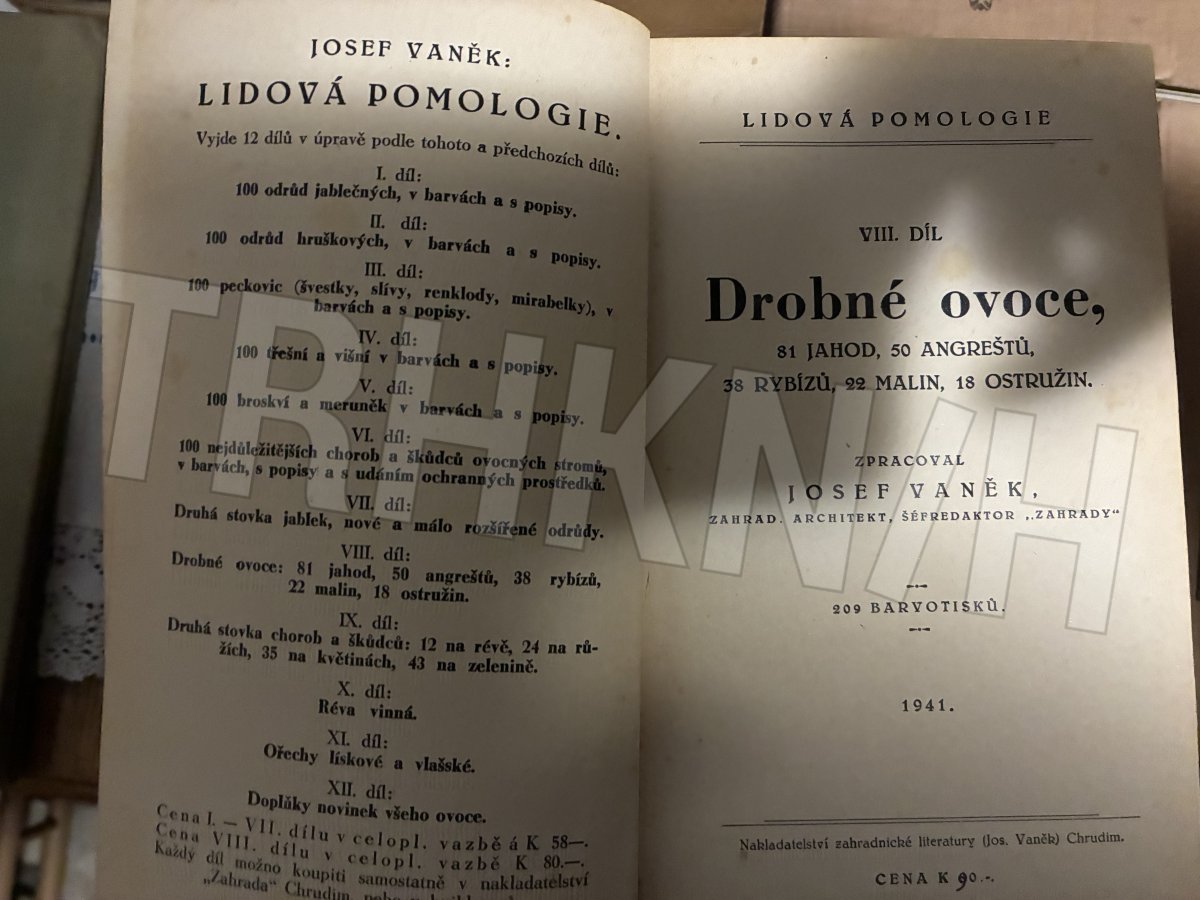 JOSEF VANĚK:
LIDOVÁ POMOLOGIE.
Vyjde 12 dílů v úpravě podle tohoto a předchozích dílů:
I. díl:
100 odrůd jablečných, v barvách a s popisy.
II. díl:
100 odrůd hruškových, v barvách a s popisy.
III. díl:
100 peckovic (švestky, slívy, renklody, mirabelky), v
barvách a s popisy.
IV. díl:
100 třešní a višní v barvách a s popisy.
V. díl:
100 broskví a meruněk v barvách a s popisy.
VI. díl:
100 nejdůležitějších chorob a škůdců ovocných stromů,
v barvách, s popisy a s udáním ochranných prostředků.
VII. díl:
Druhá stovka jablek, nové a málo rozšířené odrůdy.
VIII. díl:
Drobné ovoce: 81 jahod, 50 angreštů, 38 rybízů,
22 malin, 18 ostružin.
IX. díl:
Druhá stovka chorob a škůdců: 12 na révě, 24 na rů-
žích, 35 na květinách, 43 na zelenině.
X. díl:
Réva vinná.
XI. díl:
Ořechy lískové a vlašské.
XII. díl:
Doplňky novinek všeho ovoce.
Cena I. — VII. dílu v celopl. vazbě á K 58—.
Cena VIII. dílu v celopl. vazbě K 80.—.
Každý díl možno koupiti samostatně v nakladatelství
„Zahrada" Chrudim
LIDOVÁ POMOLOGIE
VIII. DÍL
Drobné ovoce,
81 JAHOD, 50 ANGREŠTŮ,
38 RYBÍZŮ, 22 MALIN, 18 OSTRUŽIN.
ZPRACOVAL
JOSEF VANĚK,
ZAHRAD. ARCHITEKT, ŠÉFREDAKTOR „ZAHRADY"
209 BARVOTISKŮ.
1941.
Nakladatelství zahradnické literatury (Jos. Vaněk) Chrudim.
CENA K 90.-.
TRHKNIH